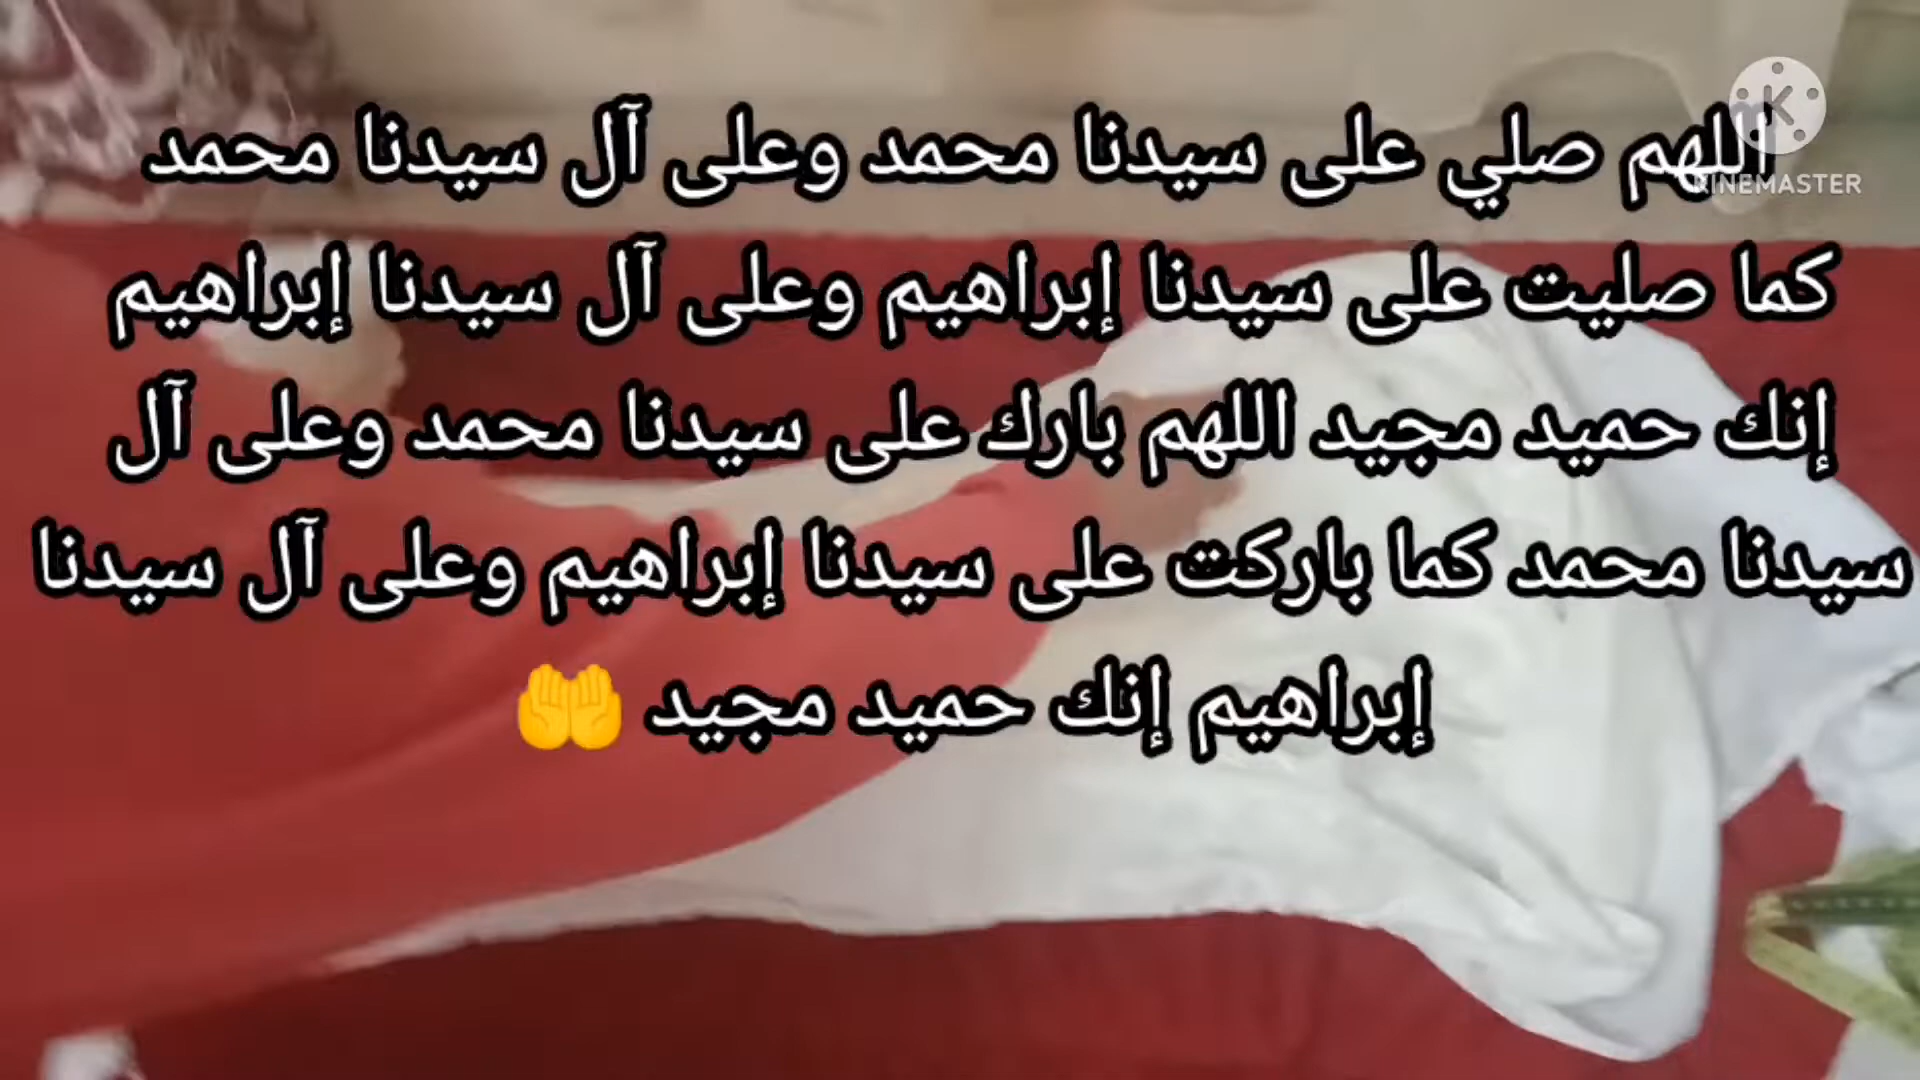 اللهم صلي على سيدنا محمد وعلى آل سيدنا محمد
كما صليت على سيدنا إبراهيم وعلى آل سيدنا إبراهيم
إنك حميد مجيد اللهم بارك على سيدنا محمد وعلى آل
سيدنا محمد كما باركت على سيدنا إبراهيم وعلى آل سيدنا
إبراهيم إنك حميد مجيد 🤲
KINEMASTER